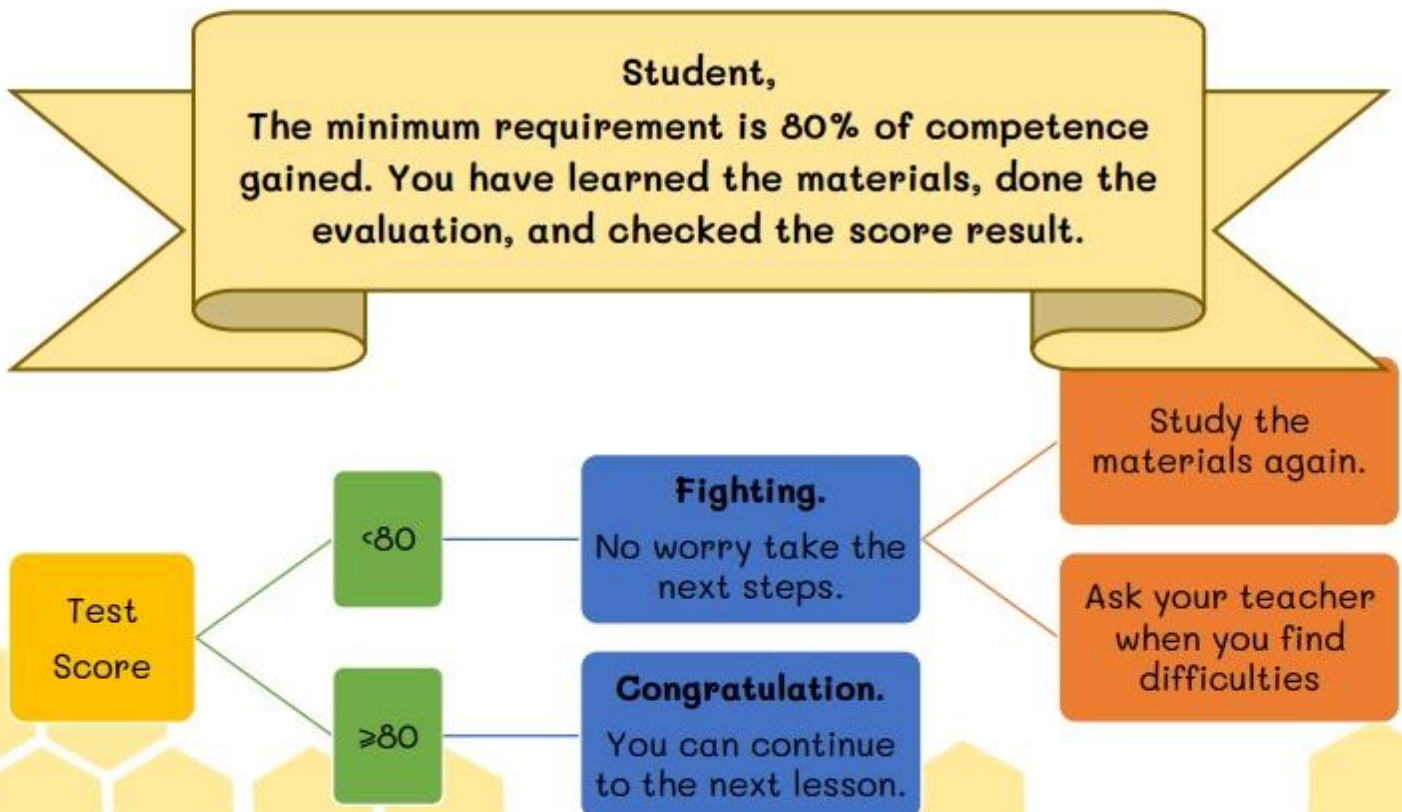 Student,
The minimum requirement is 80% of competence
gained. You have learned the materials, done the
evaluation, and checked the score result.
Test
Score
<80
Fighting.
No worry take the
next steps.
Study the
materials again.
Ask your teacher
when you find
difficulties
≥80
Congratulation.
You can continue
to the next lesson.